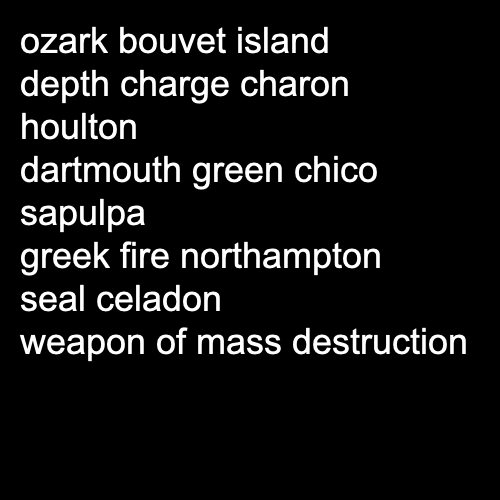 ozark bouvet island
depth charge charon
houlton
dartmouth green chico
sapulpa
greek fire northampton
seal celadon
weapon of mass destruction